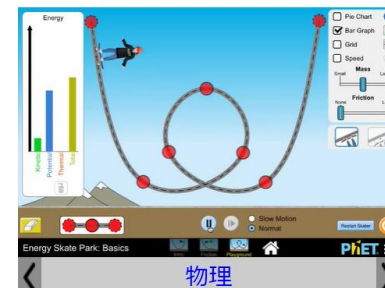 Energy
Kinetic
Potential
Thermal
Total
Pie Chart
Bar Graph
Grid
Speed
Mass
Small
Friction
None
Slow Motion
Normal
Restart Skater
Energy Skate Park: Basics
Intro
Friction
Playground
PhET
物理